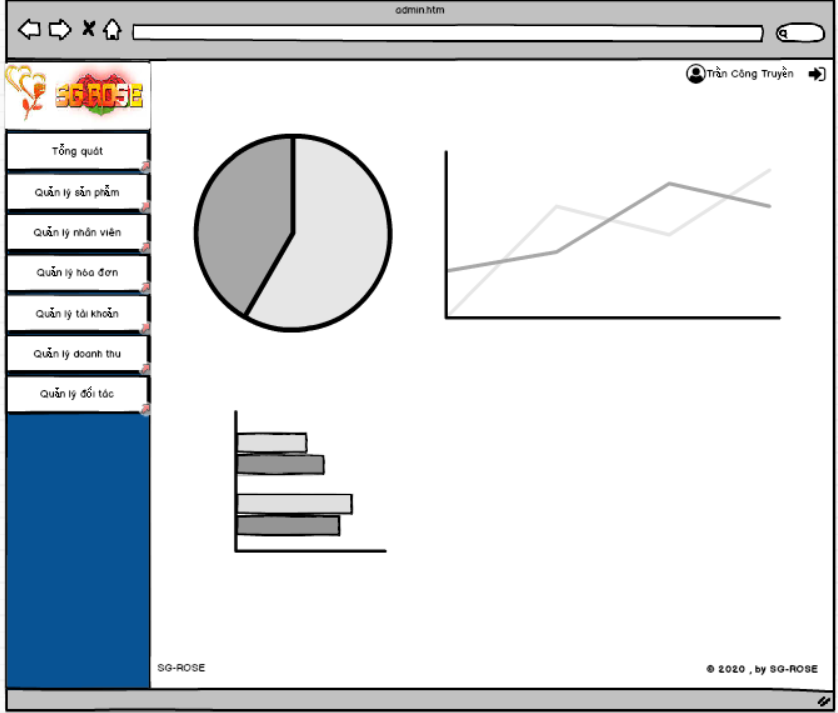 admin.htm
SG-ROSE
Trần Công Truyền
Tổng quát
Quản lý sản phẩm
Quản lý nhân viên
Quản lý hóa đơn
Quản lý tài khoản
Quản lý doanh thu
Quản lý đối tác
SG-ROSE
© 2020 , by SG-ROSE